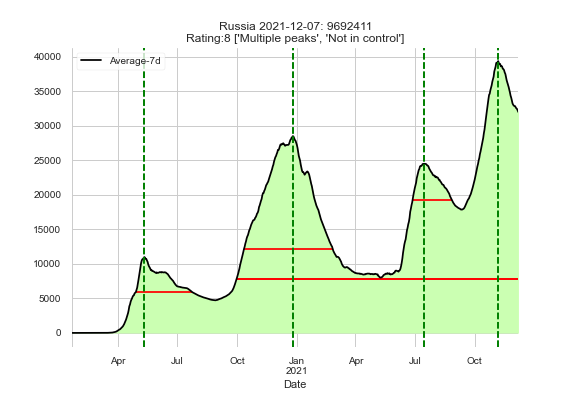 Russia 2021-12-07: 9692411
Rating:8 ['Multiple peaks', 'Not in control']
Average-7d
40000
35000
30000
25000
20000
15000
10000
5000
0
Apr
Jul
Oct
Jan
2021
Apr
Jul
Oct
Date